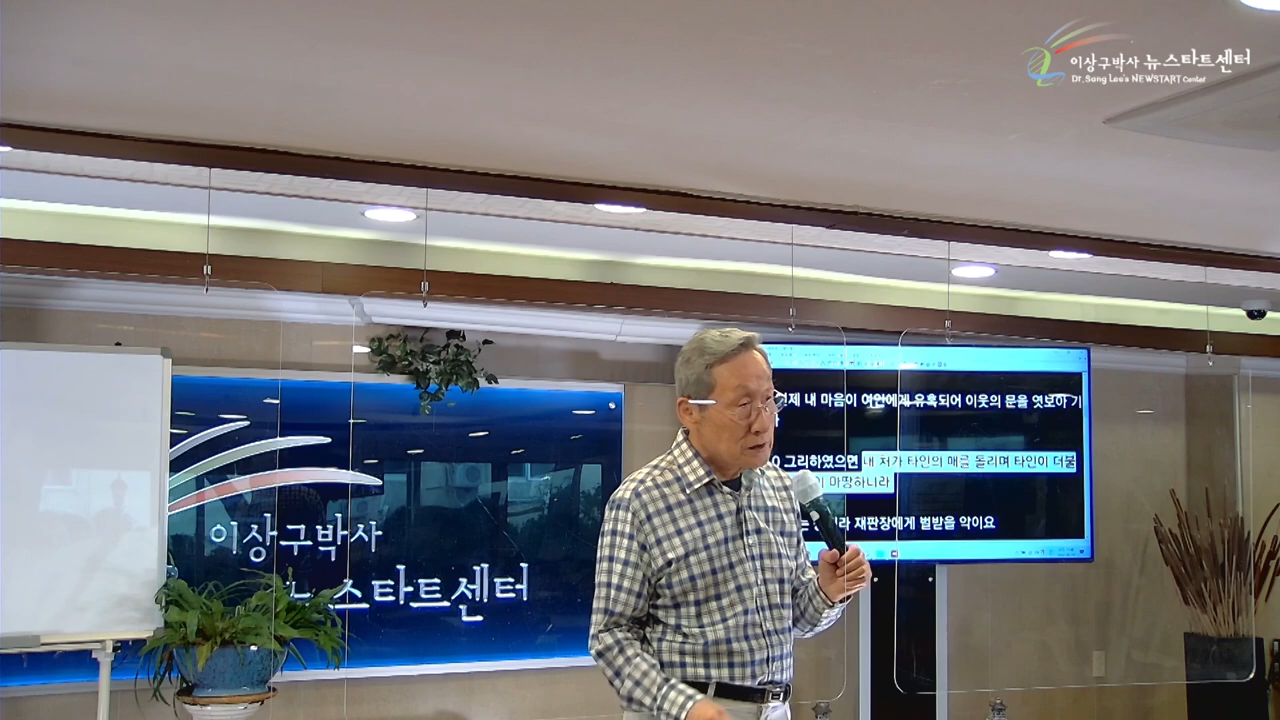 이상구박사 뉴스타트센터
Dr. Sang Lee's NEWSTART Center
내 마음이 여인에게 유혹되어 이웃의 문을 엿보아 기
그리하였으면 내 처가 타인의 매를 돌리며 타인이 더불
마땅하니라
재판장에게 벌받을 악이요
이상구박사
뉴스타트센터